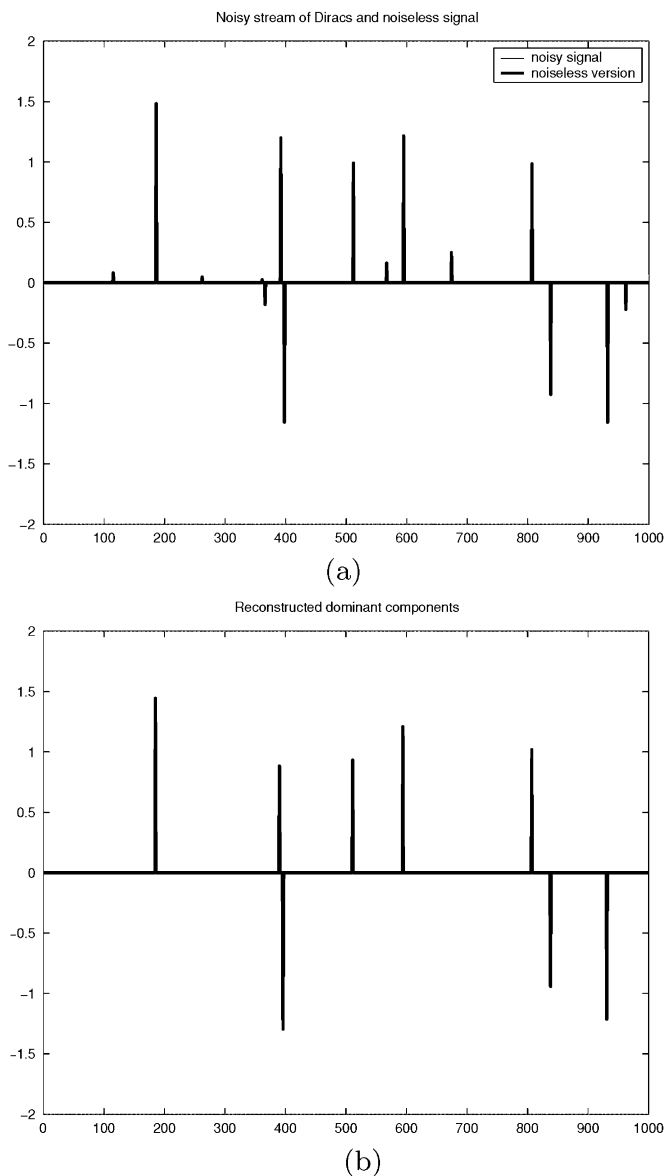 Noisy stream of Diracs and noiseless signal
2
noisy signal
noiseless version
1.5
1
0.5
0
−0.5
−1
−1.5
−2
0 100 200 300 400 500 600 700 800 900 1000
(a)
Reconstructed dominant components
2
1.5
1
0.5
0
−0.5
−1
−1.5
−2
0 100 200 300 400 500 600 700 800 900 1000
(b)